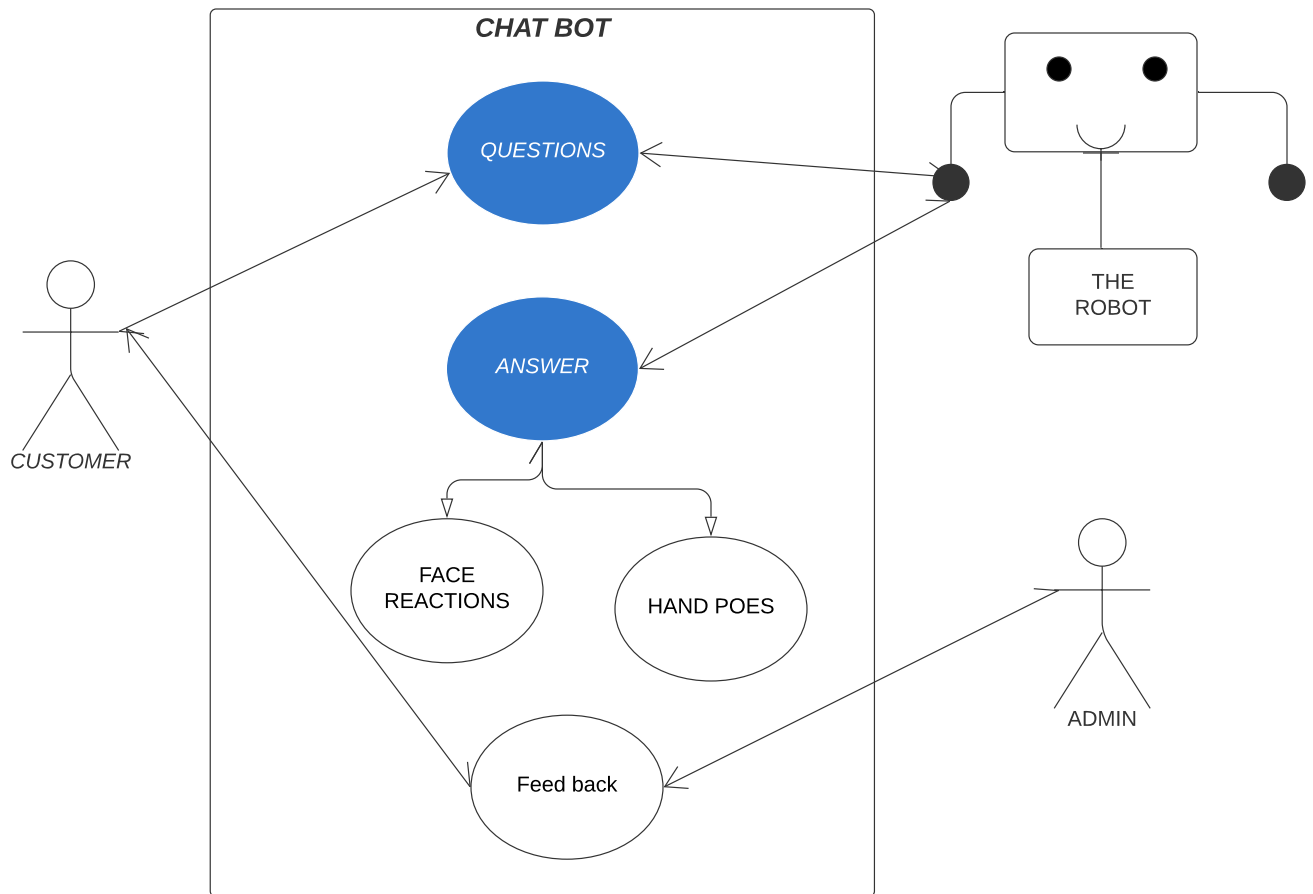 CHAT BOT
QUESTIONS
THE
ROBOT
ANSWER
CUSTOMER
FACE
REACTIONS
HAND POES
ADMIN
Feed back